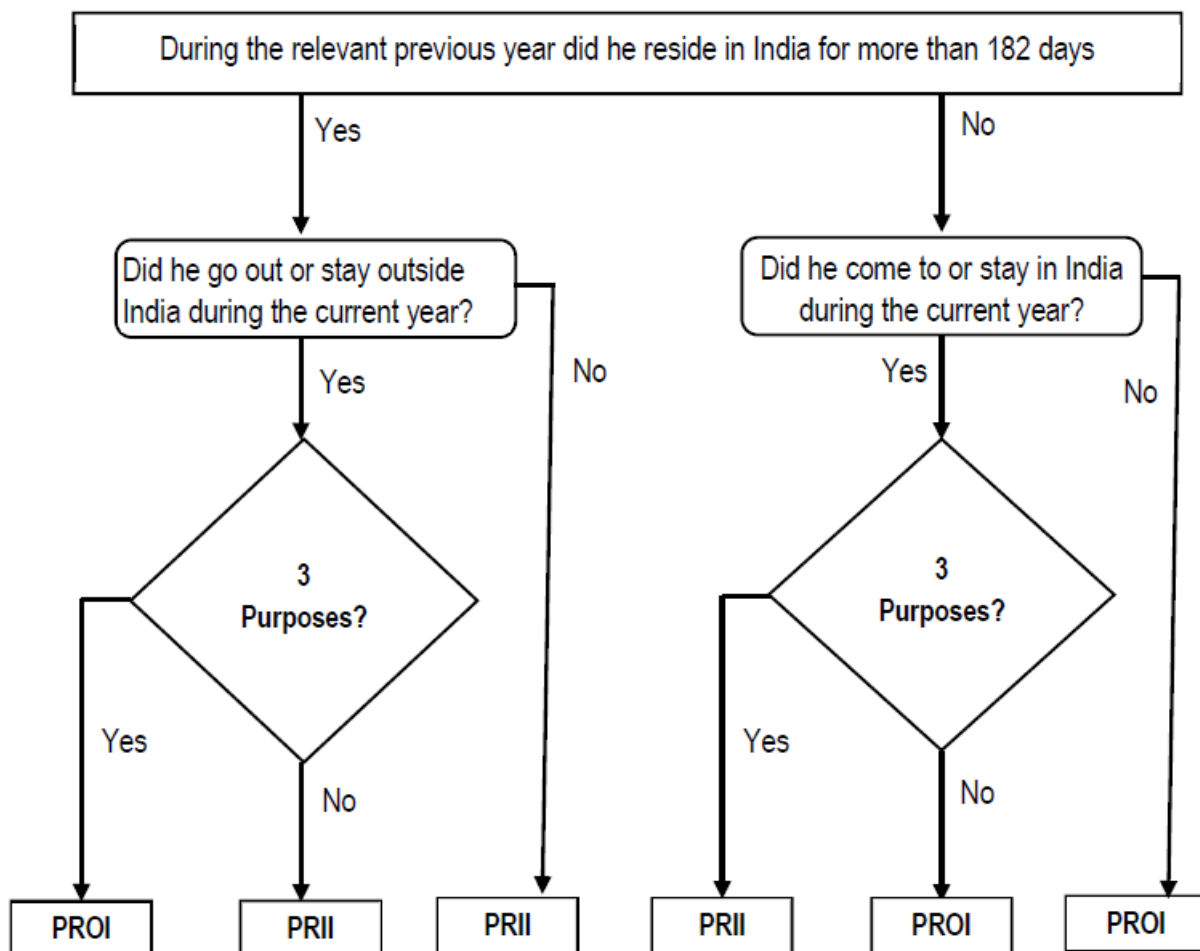 During the relevant previous year did he reside in India for more than 182 days
Yes
No
Did he go out or stay outside
India during the current year?
Did he come to or stay in India
during the current year?
Yes
No
Yes
No
3
Purposes?
3
Purposes?
Yes
No
Yes
No
PROI
PRII
PRII
PRII
PROI
PROI